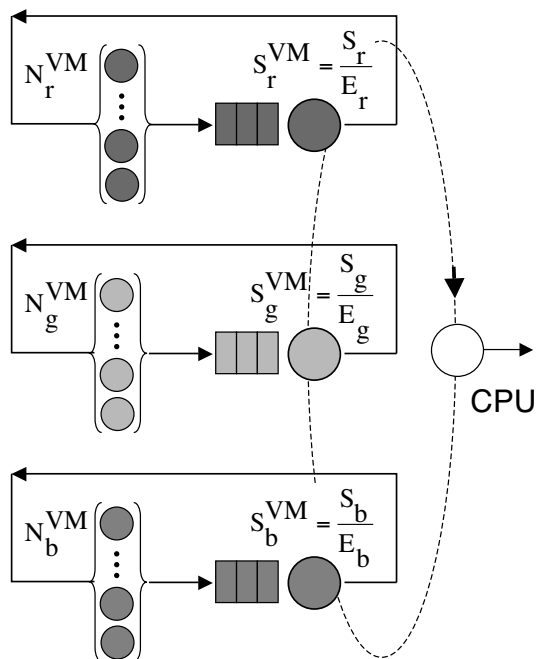 N_r^VM
S_r^VM = S_r / E_r
N_g^VM
S_g^VM = S_g / E_g
CPU
N_b^VM
S_b^VM = S_b / E_b